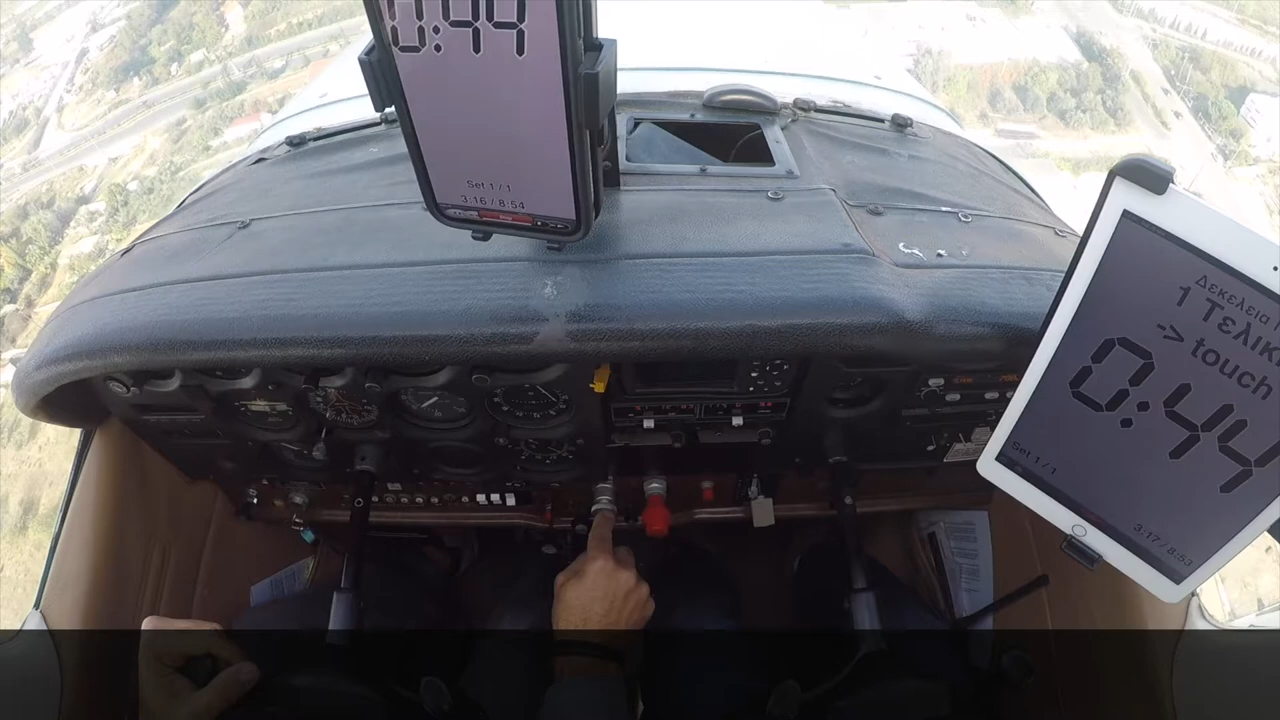 0:44
Set 1 / 1
3:16 / 8:54
Stop
Δεκελεια
1 Τελικ
-> touch
0:44
Set 1 / 1
3:17 / 8:53